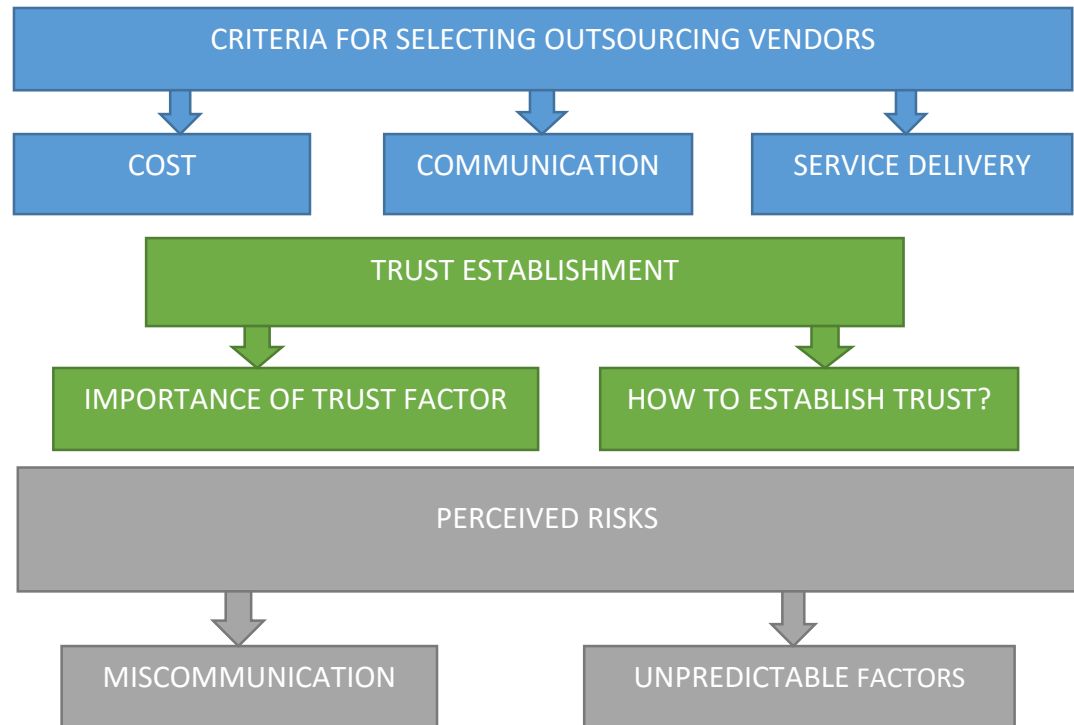 CRITERIA FOR SELECTING OUTSOURCING VENDORS
COST
COMMUNICATION
SERVICE DELIVERY
TRUST ESTABLISHMENT
IMPORTANCE OF TRUST FACTOR
HOW TO ESTABLISH TRUST?
PERCEIVED RISKS
MISCOMMUNICATION
UNPREDICTABLE FACTORS